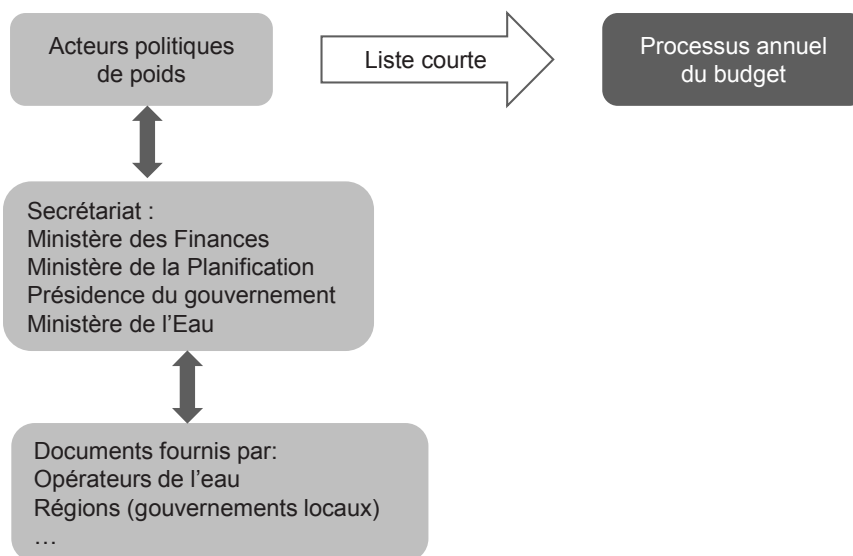 Acteurs politiques
de poids
Liste courte
Processus annuel
du budget
Secrétariat :
Ministère des Finances
Ministère de la Planification
Présidence du gouvernement
Ministère de l’Eau
Documents fournis par:
Opérateurs de l’eau
Régions (gouvernements locaux)
…